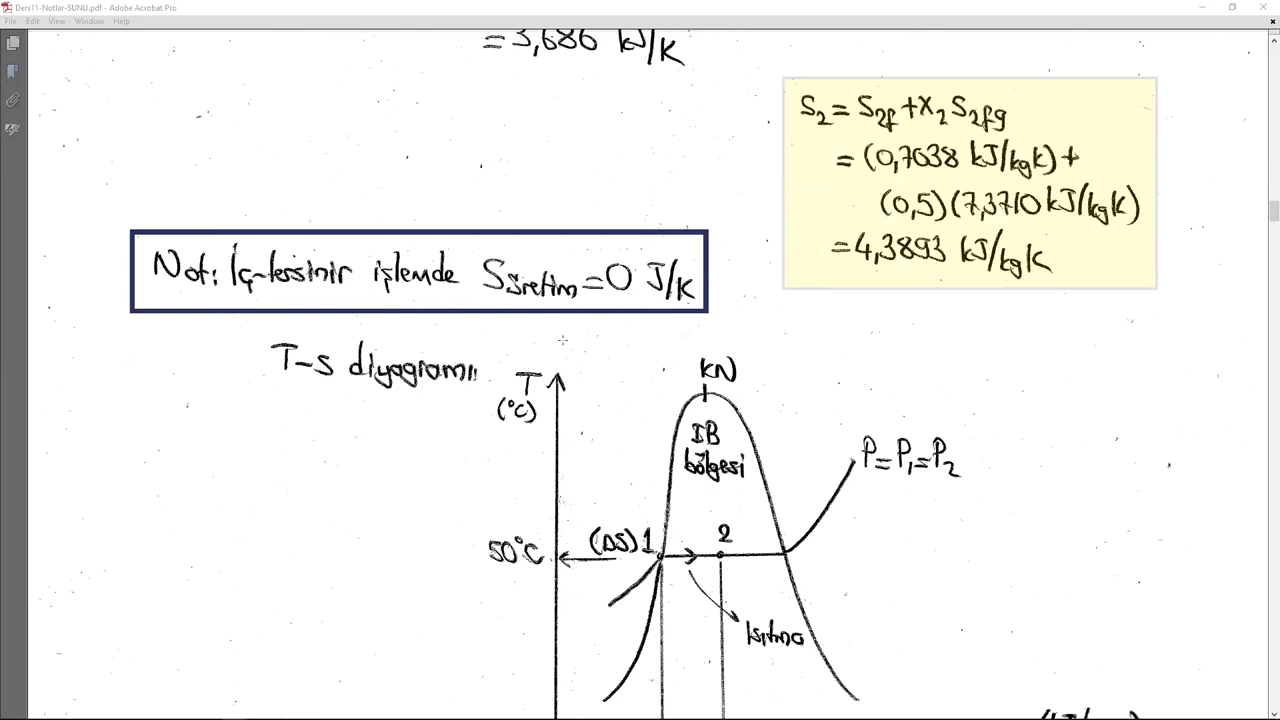 Ders11-Notlar-SUNU.pdf - Adobe Acrobat Pro
File Edit View Window Help
= 3,686 kJ/K
S₂ = S₂f + x₂ S₂fg
= (0,7038 kJ/kgK) +
(0,5) (7,3710 kJ/kgK)
= 4,3893 kJ/kgK
Not: İç-tersinir işlemde Süretim = 0 J/K
T-s diyagramı:
T
(°C)
KN
IB
bölgesi
P=P₁=P₂
50°C
(DS) 1
2
Isıtma